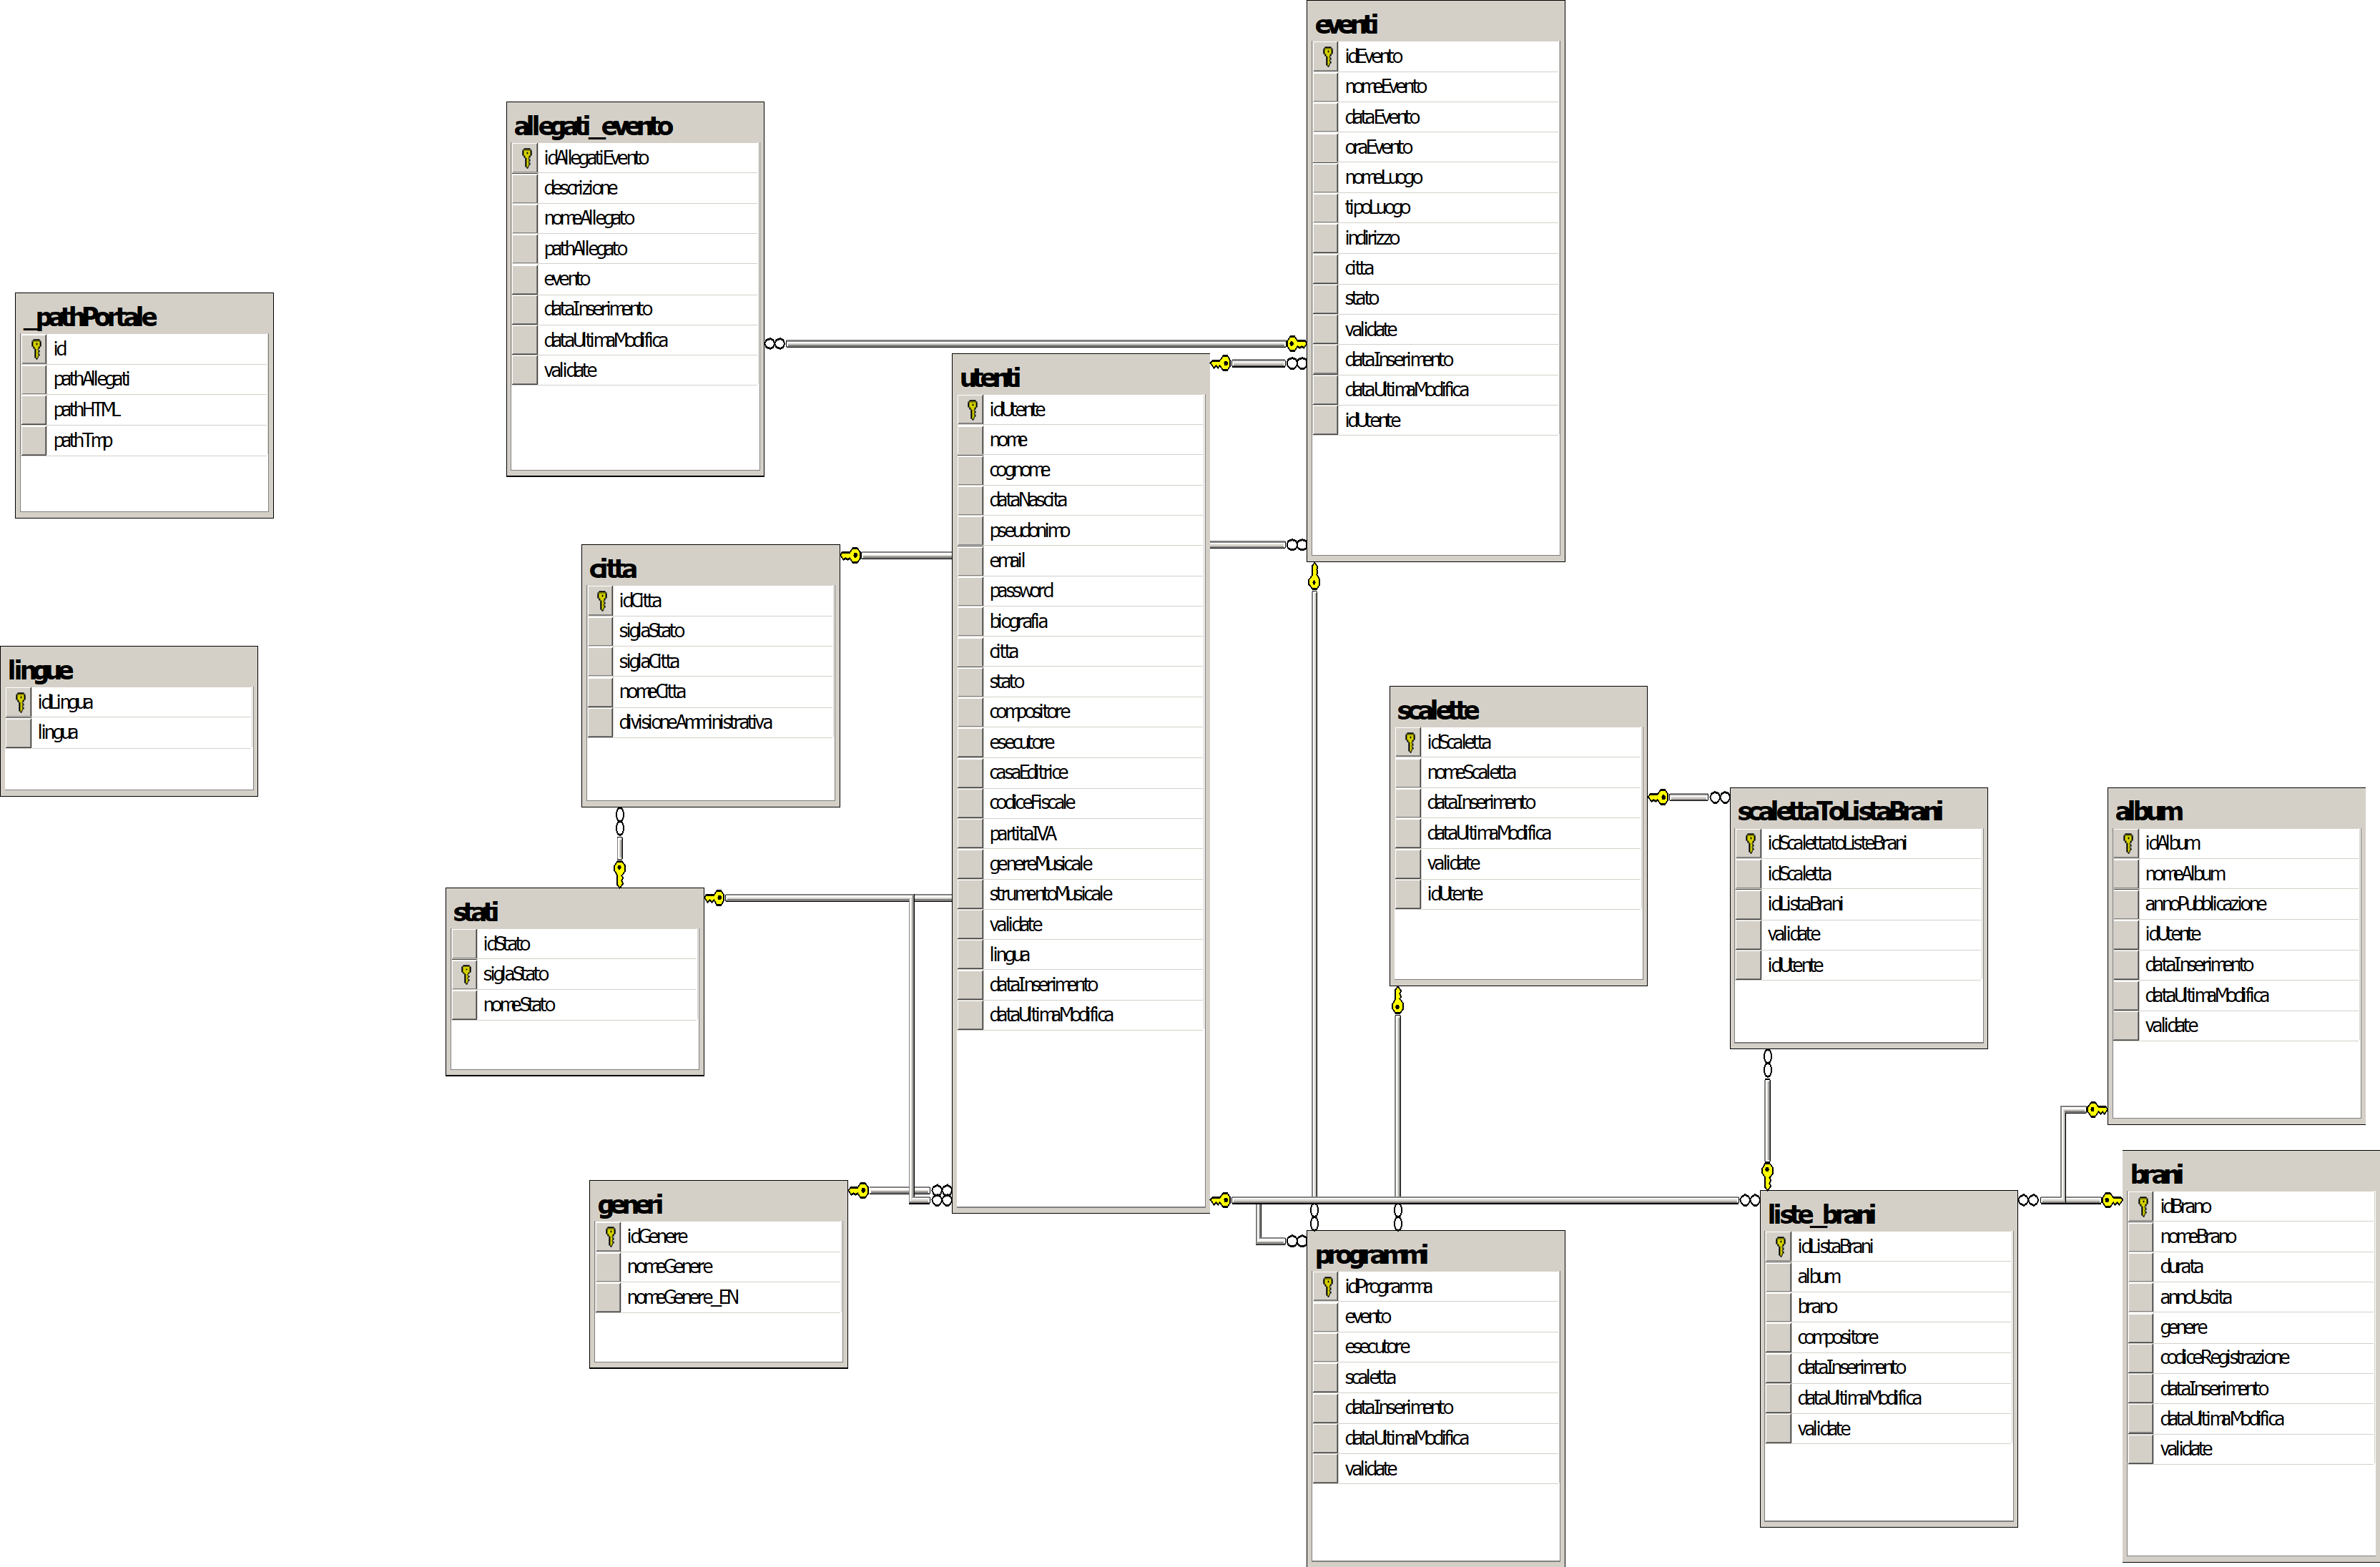 eventi
idEvento
nomeEvento
dataEvento
oraEvento
nomeLuogo
tipoLuogo
indirizzo
citta
stato
validate
dataInserimento
dataUltimaModifica
idUtente
allegati_evento
idAllegatiEvento
descrizione
nomeAllegato
pathAllegato
evento
dataInserimento
dataUltimaModifica
validate
_pathPortale
id
pathAllegati
pathHTML
pathTmp
utenti
idUtente
nome
cognome
dataNascita
pseudonimo
email
password
biografia
citta
stato
compositore
esecutore
casaEditrice
codiceFiscale
partitaIVA
genereMusicale
strumentoMusicale
validate
lingua
dataInserimento
dataUltimaModifica
citta
idCitta
siglaStato
siglaCitta
nomeCitta
divisioneAmministrativa
lingue
idLingua
lingua
scalette
idScaletta
nomeScaletta
dataInserimento
dataUltimaModifica
validate
idUtente
scalettaToListaBrani
idScalettatoListeBrani
idScaletta
idListaBrani
validate
idUtente
album
idAlbum
nomeAlbum
annoPubblicazione
idUtente
dataInserimento
dataUltimaModifica
validate
stati
idStato
siglaStato
nomeStato
generi
idGenere
nomeGenere
nomeGenere_EN
programmi
idProgramma
evento
esecutore
scaletta
dataInserimento
dataUltimaModifica
validate
liste_brani
idListaBrani
album
brano
compositore
dataInserimento
dataUltimaModifica
validate
brani
idBrano
nomeBrano
durata
annoUscita
genere
codiceRegistrazione
dataInserimento
dataUltimaModifica
validate